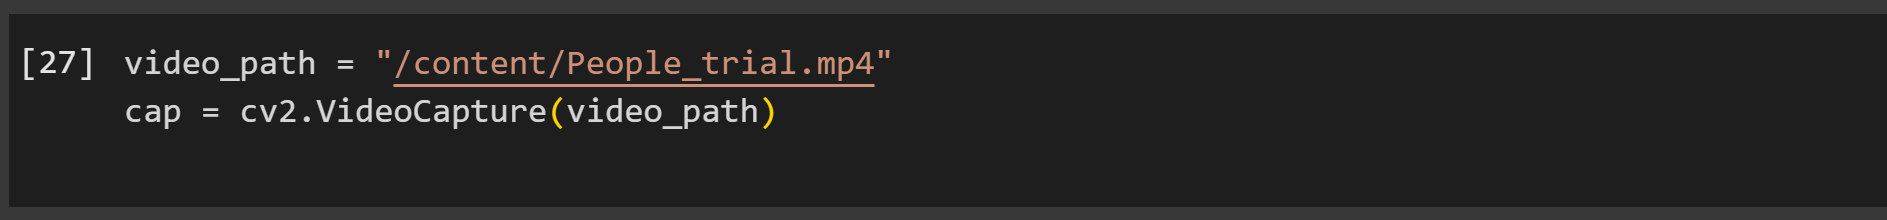 [27] video_path = "/content/People_trial.mp4"
cap = cv2.VideoCapture(video_path)